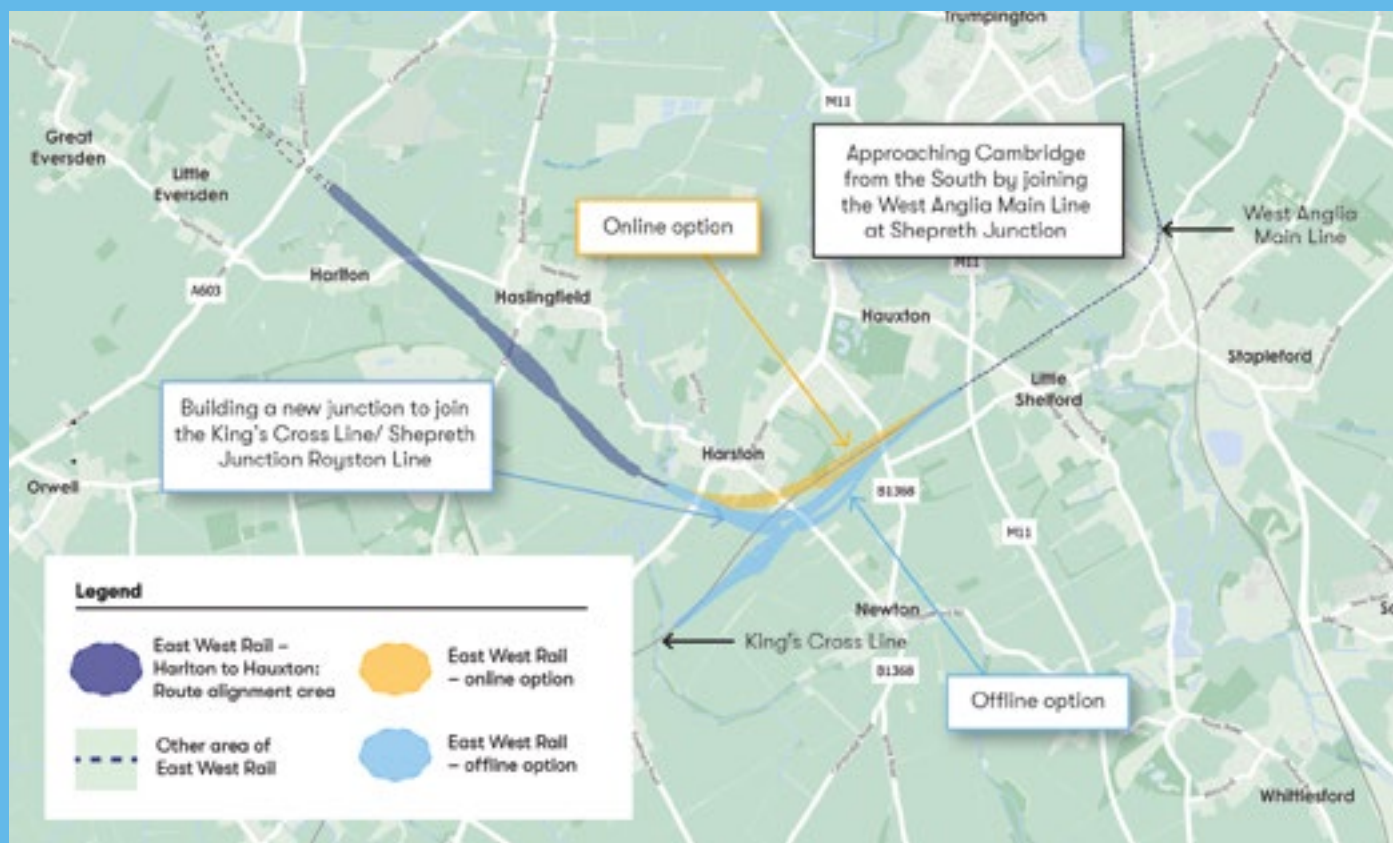 Trumpington
M11
Great
Eversden
Little
Eversden
Approaching Cambridge
from the South by joining
the West Anglia Main Line
at Shepreth Junction
Online option
West Anglia
Main Line
M11
Harlton
A603
Haslingfield
Hauxton
Stapleford
Little
Shelford
Building a new junction to join
the King's Cross Line/ Shepreth
Junction Royston Line
Harston
Orwell
B1368
M11
Newton
King's Cross Line
B1368
Offline option
Whittlesford
Legend
East West Rail –
Harlton to Hauxton:
Route alignment area
East West Rail
– online option
Other area of
East West Rail
East West Rail
– offline option